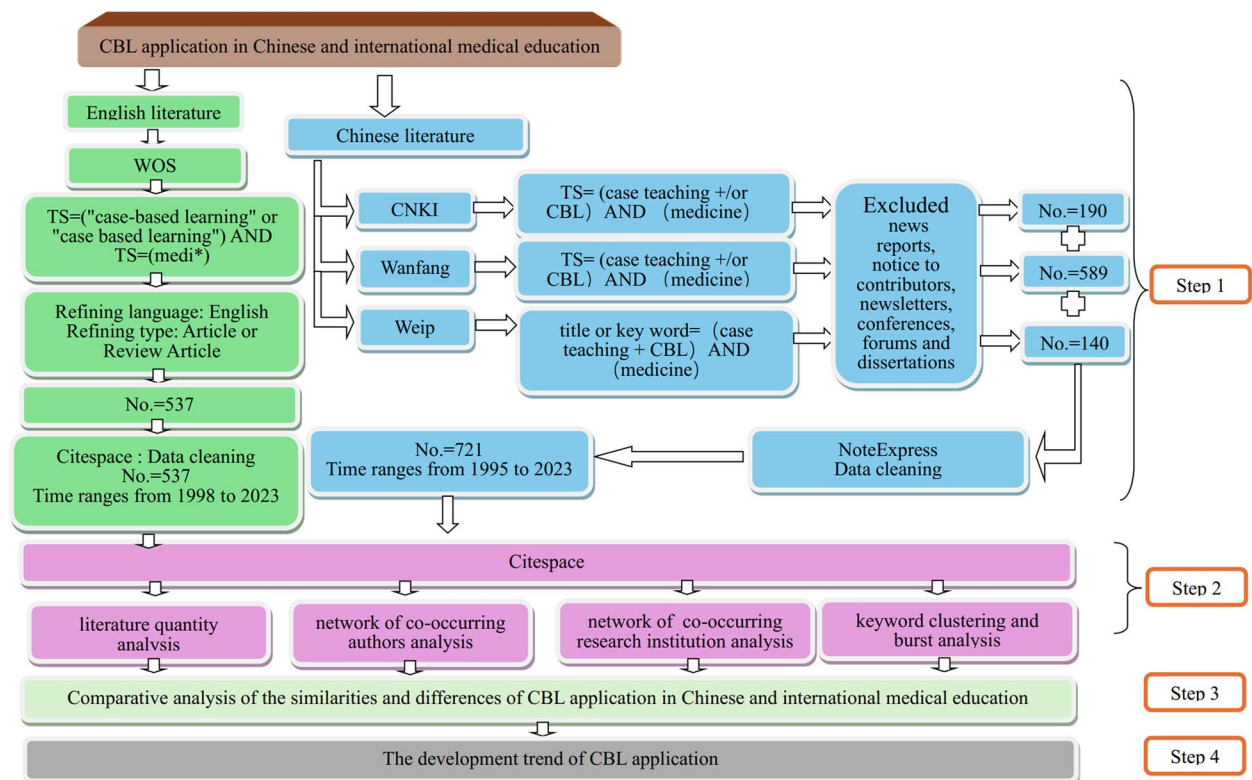 CBL application in Chinese and international medical education
English literature
WOS
TS=("case-based learning" or
"case based learning") AND
TS=(medi*)
Refining language: English
Refining type: Article or
Review Article
No.=537
Citespace : Data cleaning
No.=537
Time ranges from 1998 to 2023
Chinese literature
CNKI
TS= (case teaching +/or
CBL）AND （medicine）
Wanfang
TS= (case teaching +/or
CBL）AND （medicine）
Weip
title or key word=（case
teaching + CBL）AND
（medicine）
Excluded
news
reports,
notice to
contributors,
newsletters,
conferences,
forums and
dissertations
No.=190
No.=589
No.=140
NoteExpress
Data cleaning
No.=721
Time ranges from 1995 to 2023
Step 1
Citespace
literature quantity
analysis
network of co-occurring
authors analysis
network of  co-occurring
research institution analysis
keyword clustering and
burst analysis
Step 2
Comparative analysis of the similarities and differences of CBL application in Chinese and international medical education
Step 3
The development trend of CBL application
Step 4